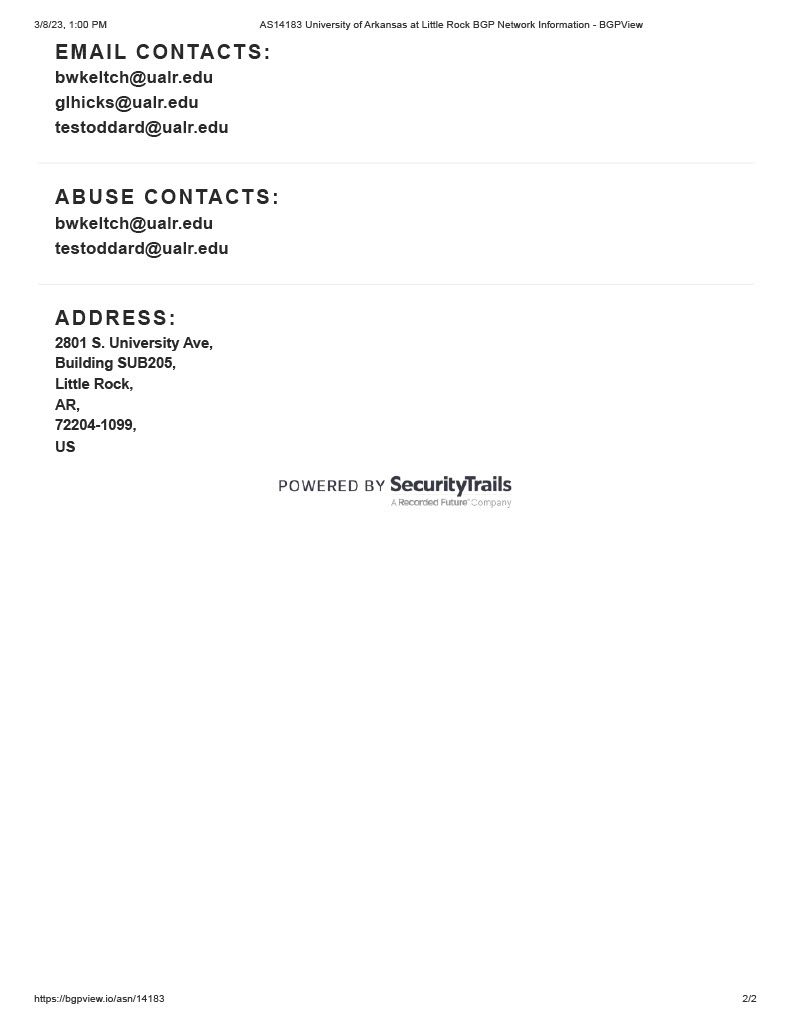 3/8/23, 1:00 PM AS14183 University of Arkansas at Little Rock BGP Network Information - BGPView
EMAIL CONTACTS:
bwkeltch@ualr.edu
glhicks@ualr.edu
testoddard@ualr.edu
ABUSE CONTACTS:
bwkeltch@ualr.edu
testoddard@ualr.edu
ADDRESS:
2801 S. University Ave,
Building SUB205,
Little Rock,
AR,
72204-1099,
US
POWERED BY SecurityTrails
A Recorded Future® Company
https://bgpview.io/asn/14183 2/2